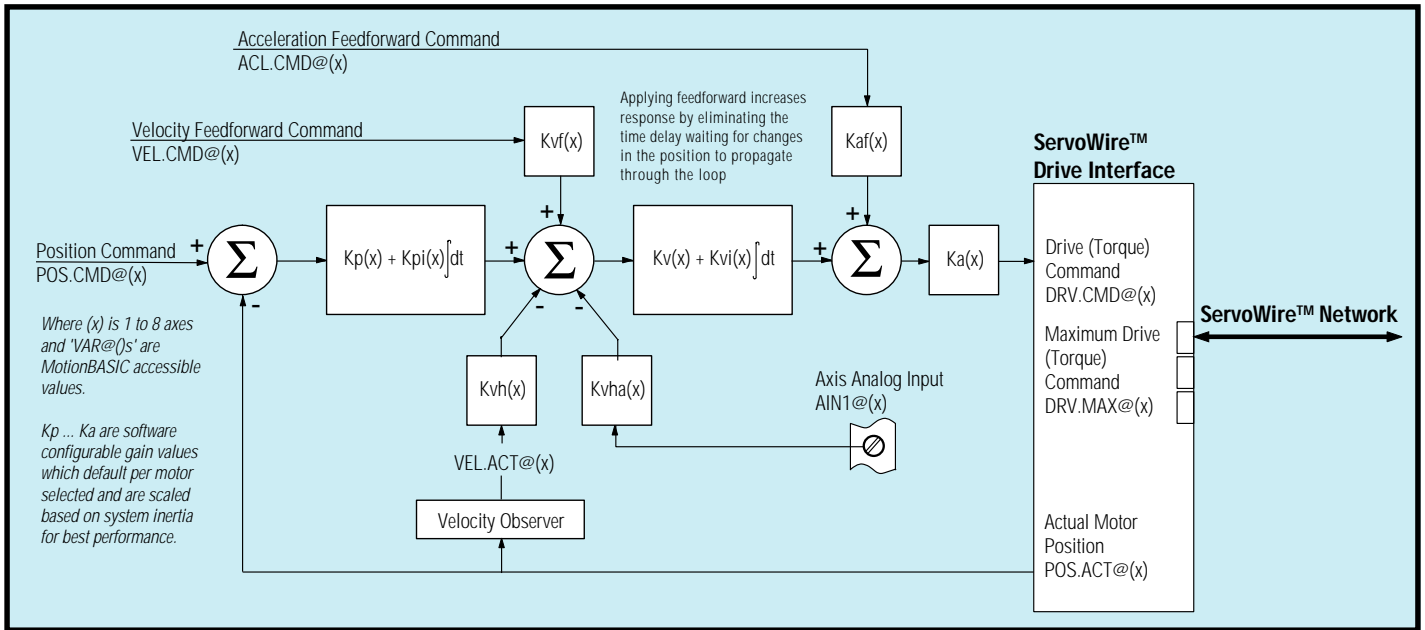 Acceleration Feedforward Command
ACL.CMD@(x)
Applying feedforward increases
response by eliminating the
time delay waiting for changes
in the position to propagate
through the loop
Velocity Feedforward Command
VEL.CMD@(x)
Kvf(x)
Kaf(x)
ServoWire™
Drive Interface
+
+
Position Command
POS.CMD@(x)
+
Σ
-
Kp(x) + Kpi(x)∫dt
+
Σ
-
-
Kv(x) + Kvi(x)∫dt
+
Σ
Ka(x)
Drive (Torque)
Command
DRV.CMD@(x)
ServoWire™ Network
Maximum Drive
(Torque)
Command
DRV.MAX@(x)
Where (x) is 1 to 8 axes
and 'VAR@()s' are
MotionBASIC accessible
values.
Kvh(x)
Kvha(x)
Axis Analog Input
AIN1@(x)
Kp ... Ka are software
configurable gain values
which default per motor
selected and are scaled
based on system inertia
for best performance.
VEL.ACT@(x)
Velocity Observer
Actual Motor
Position
POS.ACT@(x)